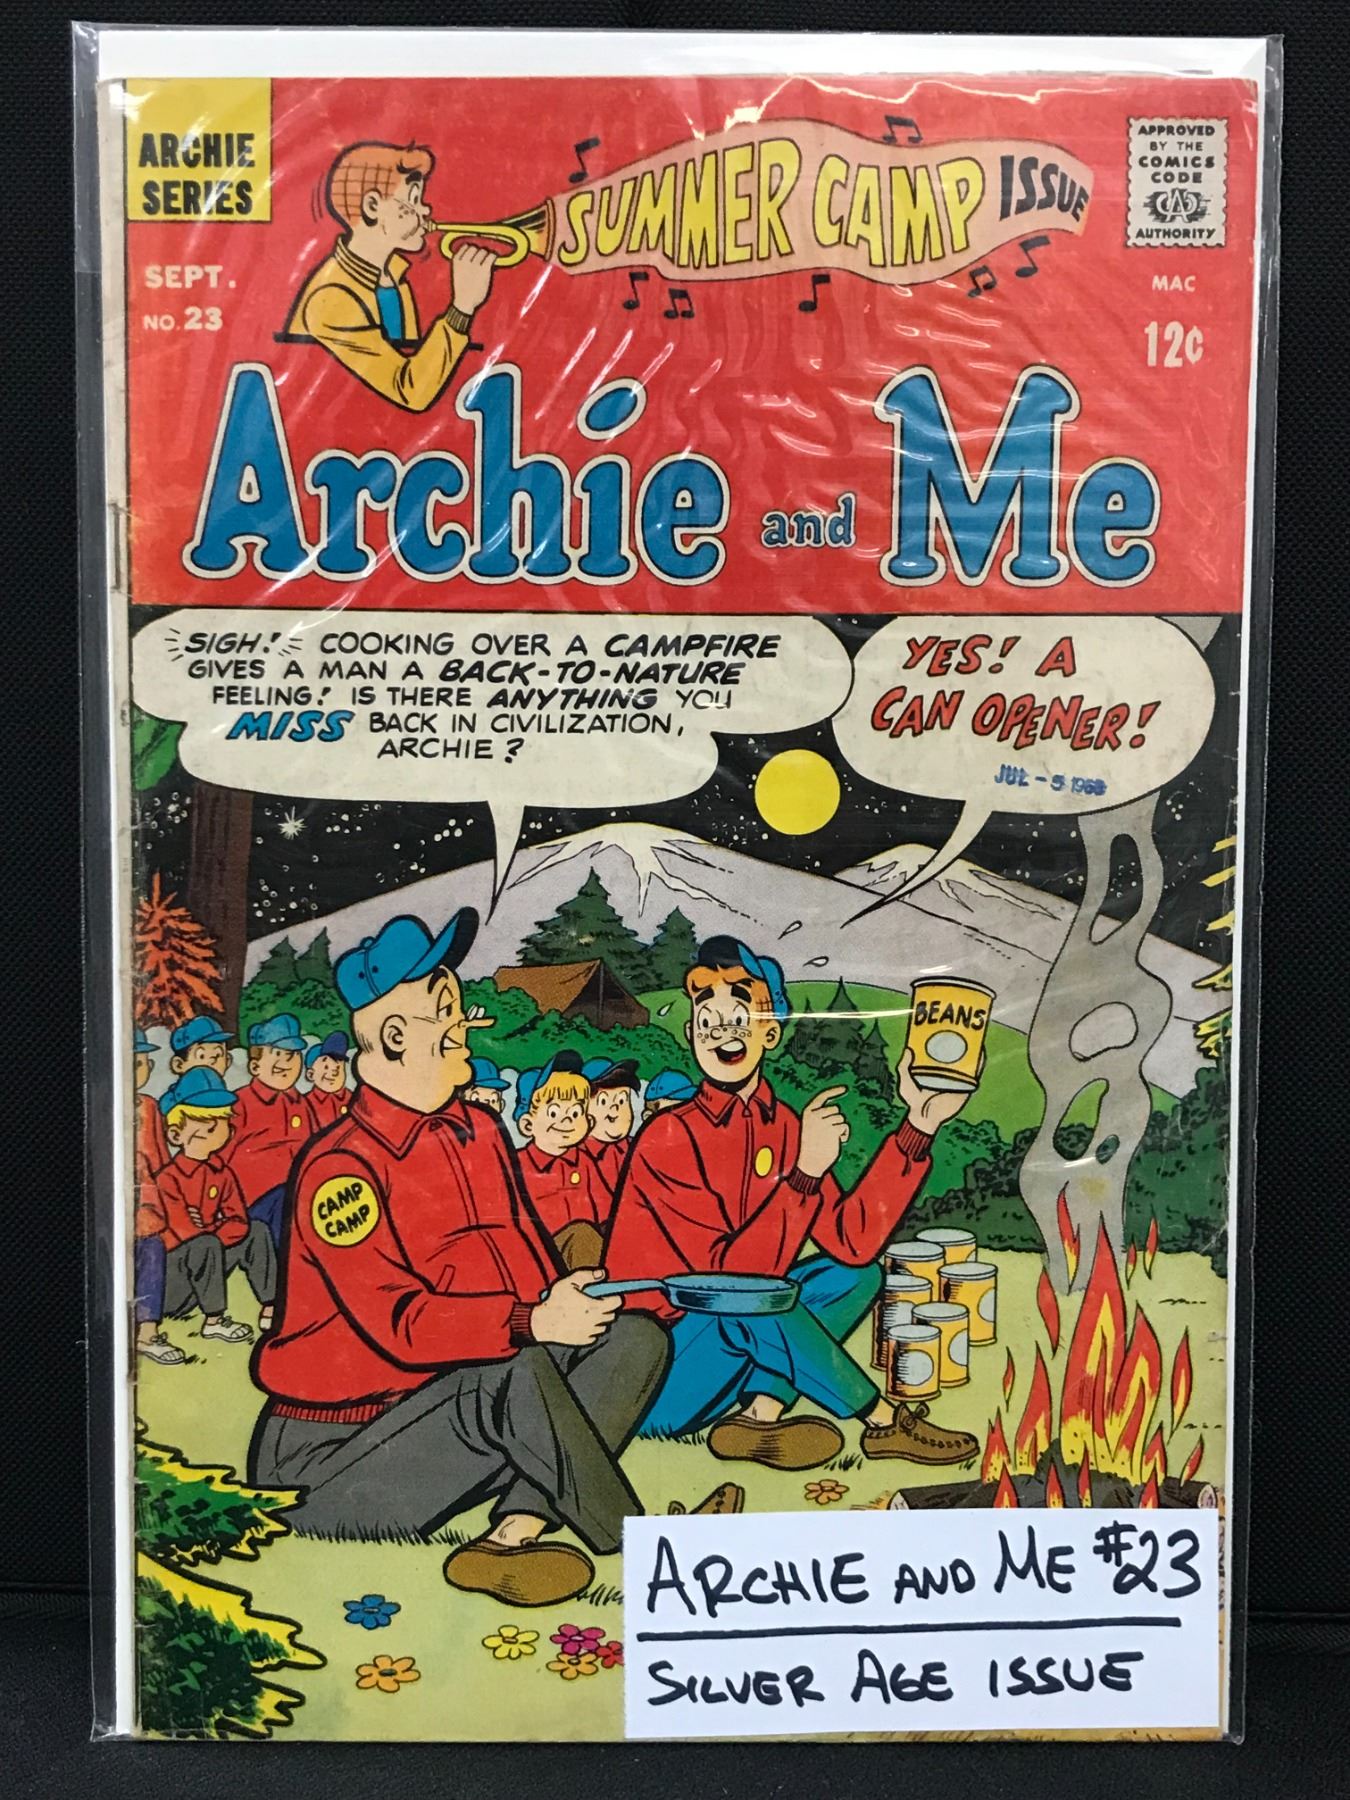 ARCHIE
SERIES
SUMMER CAMP ISSUE
APPROVED
BY THE
COMICS
CODE
CA
AUTHORITY
SEPT.
NO. 23
MAC
12¢
Archie and Me
SIGH! COOKING OVER A CAMPFIRE
GIVES A MAN A BACK-TO-NATURE
FEELING! IS THERE ANYTHING YOU
MISS BACK IN CIVILIZATION,
ARCHIE?
YES! A
CAN OPENER!
JUL - 5 1968
BEANS
CAMP
CAMP
ARCHIE AND ME #23
SILVER AGE ISSUE